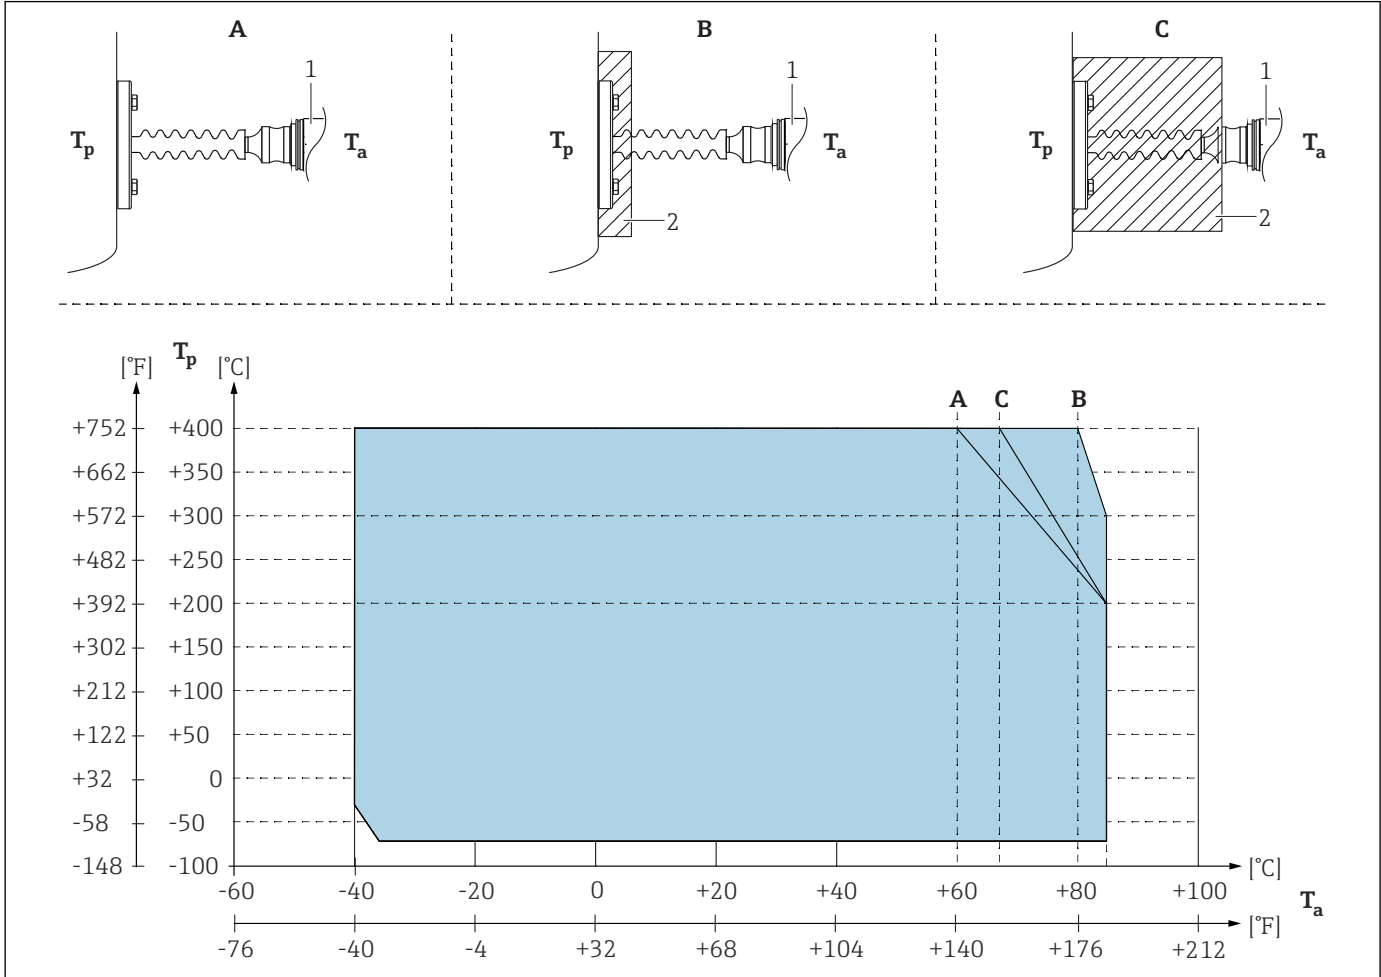 A B C
1 1 1
Tp Ta Tp Ta Tp Ta
2 2
Tp
[°F] [°C]
A C B
+752 +400
+662 +350
+572 +300
+482 +250
+392 +200
+302 +150
+212 +100
+122 +50
+32 0
-58 -50
-148 -100
-60 -40 -20 0 +20 +40 +60 +80 +100 [°C]
Ta
-76 -40 -4 +32 +68 +104 +140 +176 +212 [°F]